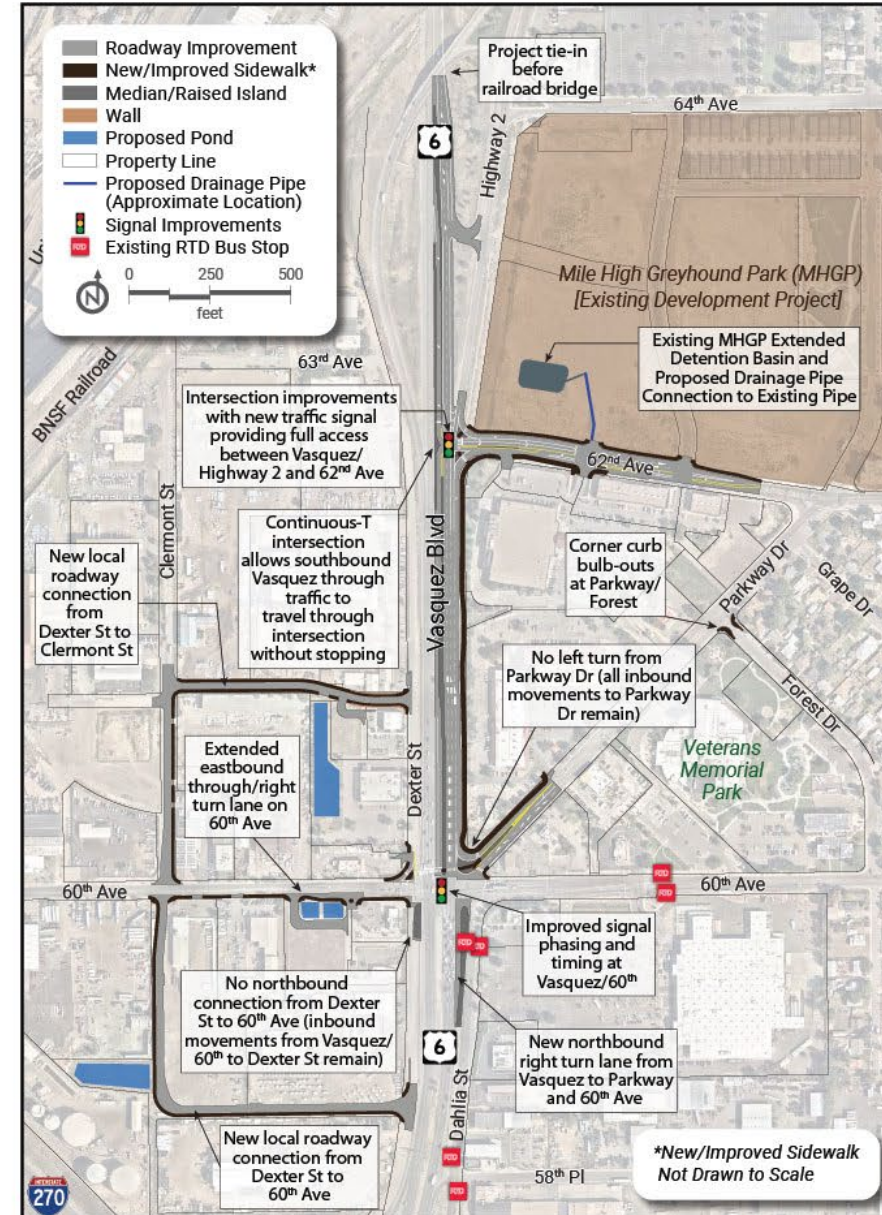 Roadway Improvement
New/Improved Sidewalk*
Median/Raised Island
Wall
Proposed Pond
Property Line
Proposed Drainage Pipe
(Approximate Location)
Signal Improvements
RTD Existing RTD Bus Stop
0 250 500
feet
N
Project tie-in
before
railroad bridge
64th Ave
6
Highway 2
Mile High Greyhound Park (MHGP)
[Existing Development Project]
Existing MHGP Extended
Detention Basin and
Proposed Drainage Pipe
Connection to Existing Pipe
63rd Ave
BNSF Railroad
Intersection improvements
with new traffic signal
providing full access
between Vasquez/
Highway 2 and 62nd Ave
62nd Ave
Clermont St
Continuous-T
intersection
allows southbound
Vasquez through
traffic to
travel through
intersection
without stopping
Vasquez Blvd
Corner curb
bulb-outs
at Parkway/
Forest
Parkway Dr
Grape Dr
New local
roadway
connection
from
Dexter St to
Clermont St
No left turn from
Parkway Dr (all inbound
movements to Parkway
Dr remain)
Forest Dr
Extended
eastbound
through/right
turn lane on
60th Ave
Dexter St
Veterans
Memorial
Park
60th Ave
60th Ave
RTD
RTD
Improved signal
phasing and
timing at
Vasquez/60th
RTD
No northbound
connection from Dexter
St to 60th Ave (inbound
movements from Vasquez/
60th to Dexter St remain)
6
New northbound
right turn lane from
Vasquez to Parkway
and 60th Ave
Dahlia St
New local roadway
connection from
Dexter St to
60th Ave
RTD
RTD
58th Pl
*New/Improved Sidewalk
Not Drawn to Scale
INTERSTATE
270